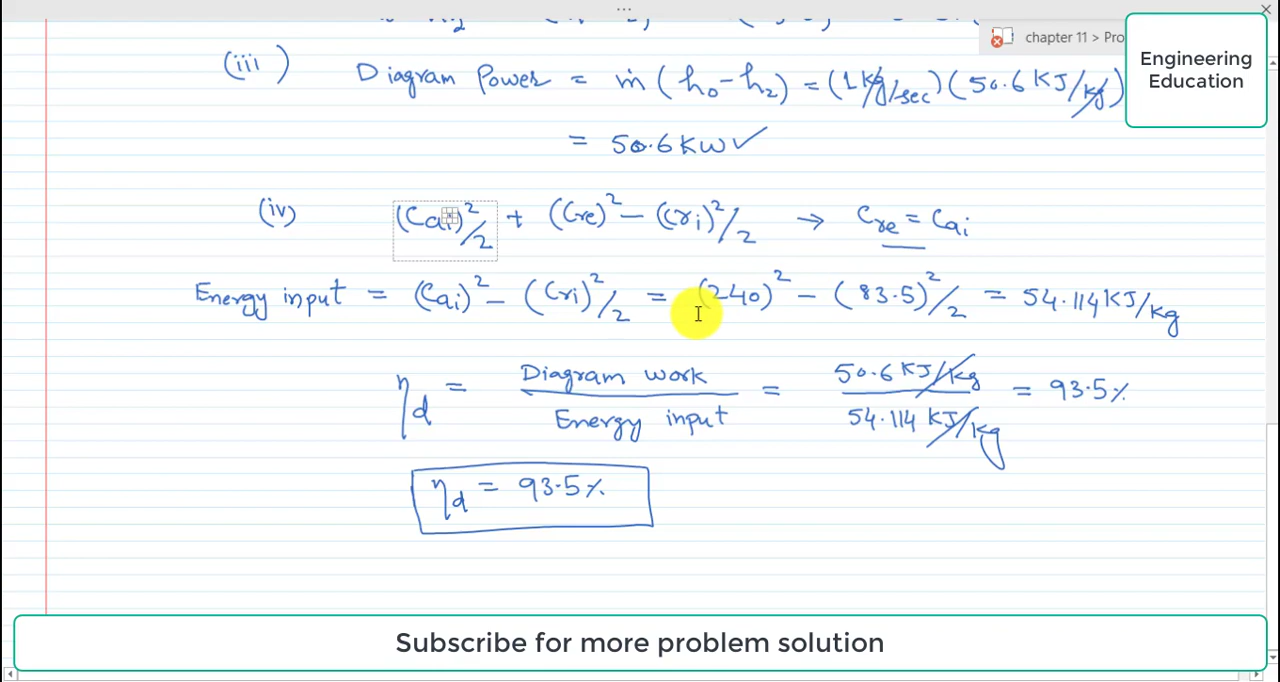 chapter 11 > Pro
Engineering
Education
(iii) Diagram Power = ṁ (h₀ - h₂) = (1 kg/sec) (50.6 KJ/kg)
= 50.6 KW ✓
(iv) (Cai)²/2 + (Cre)² - (Cri)²/2 → Cre = Cai
Energy input = (Cai)² - (Cri)²/2 = (240)² - (83.5)²/2 = 54.114 KJ/kg
ηd = Diagram work / Energy input = 50.6 KJ/kg / 54.114 KJ/kg = 93.5%
ηd = 93.5%
Subscribe for more problem solution